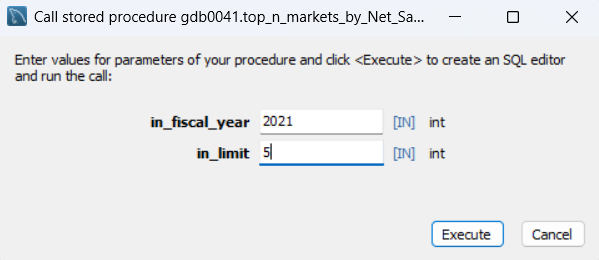 Call stored procedure gdb0041.top_n_markets_by_Net_Sa...
Enter values for parameters of your procedure and click <Execute> to create an SQL editor
and run the call:
in_fiscal_year 2021 [IN] int
in_limit 5 [IN] int
Execute Cancel